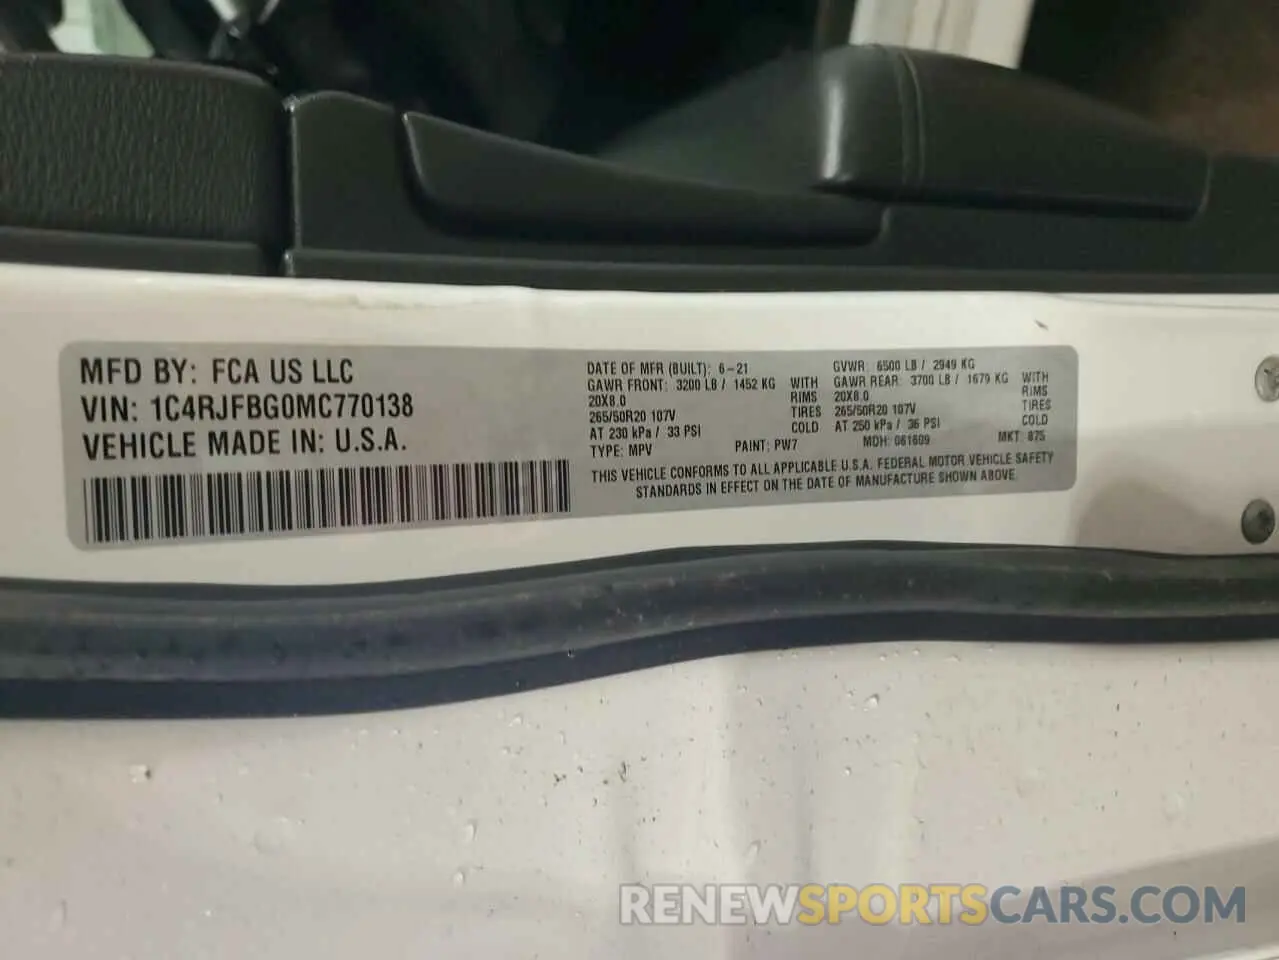 MFD BY: FCA US LLC
VIN: 1C4RJFBG0MC770138
VEHICLE MADE IN: U.S.A.
DATE OF MFR (BUILT): 6-21
GAWR FRONT: 3200 LB / 1452 KG WITH
20X8.0 RIMS
265/50R20 107V TIRES
AT 230 kPa / 33 PSI COLD
TYPE: MPV PAINT: PW7
GVWR: 6500 LB / 2949 KG
GAWR REAR: 3700 LB / 1679 KG WITH
20X8.0 RIMS
265/50R20 107V TIRES
AT 250 kPa / 36 PSI COLD
MDH: 061609 MKT: 875
THIS VEHICLE CONFORMS TO ALL APPLICABLE U.S.A. FEDERAL MOTOR VEHICLE SAFETY
STANDARDS IN EFFECT ON THE DATE OF MANUFACTURE SHOWN ABOVE.
RENEWSPORTSCARS.COM